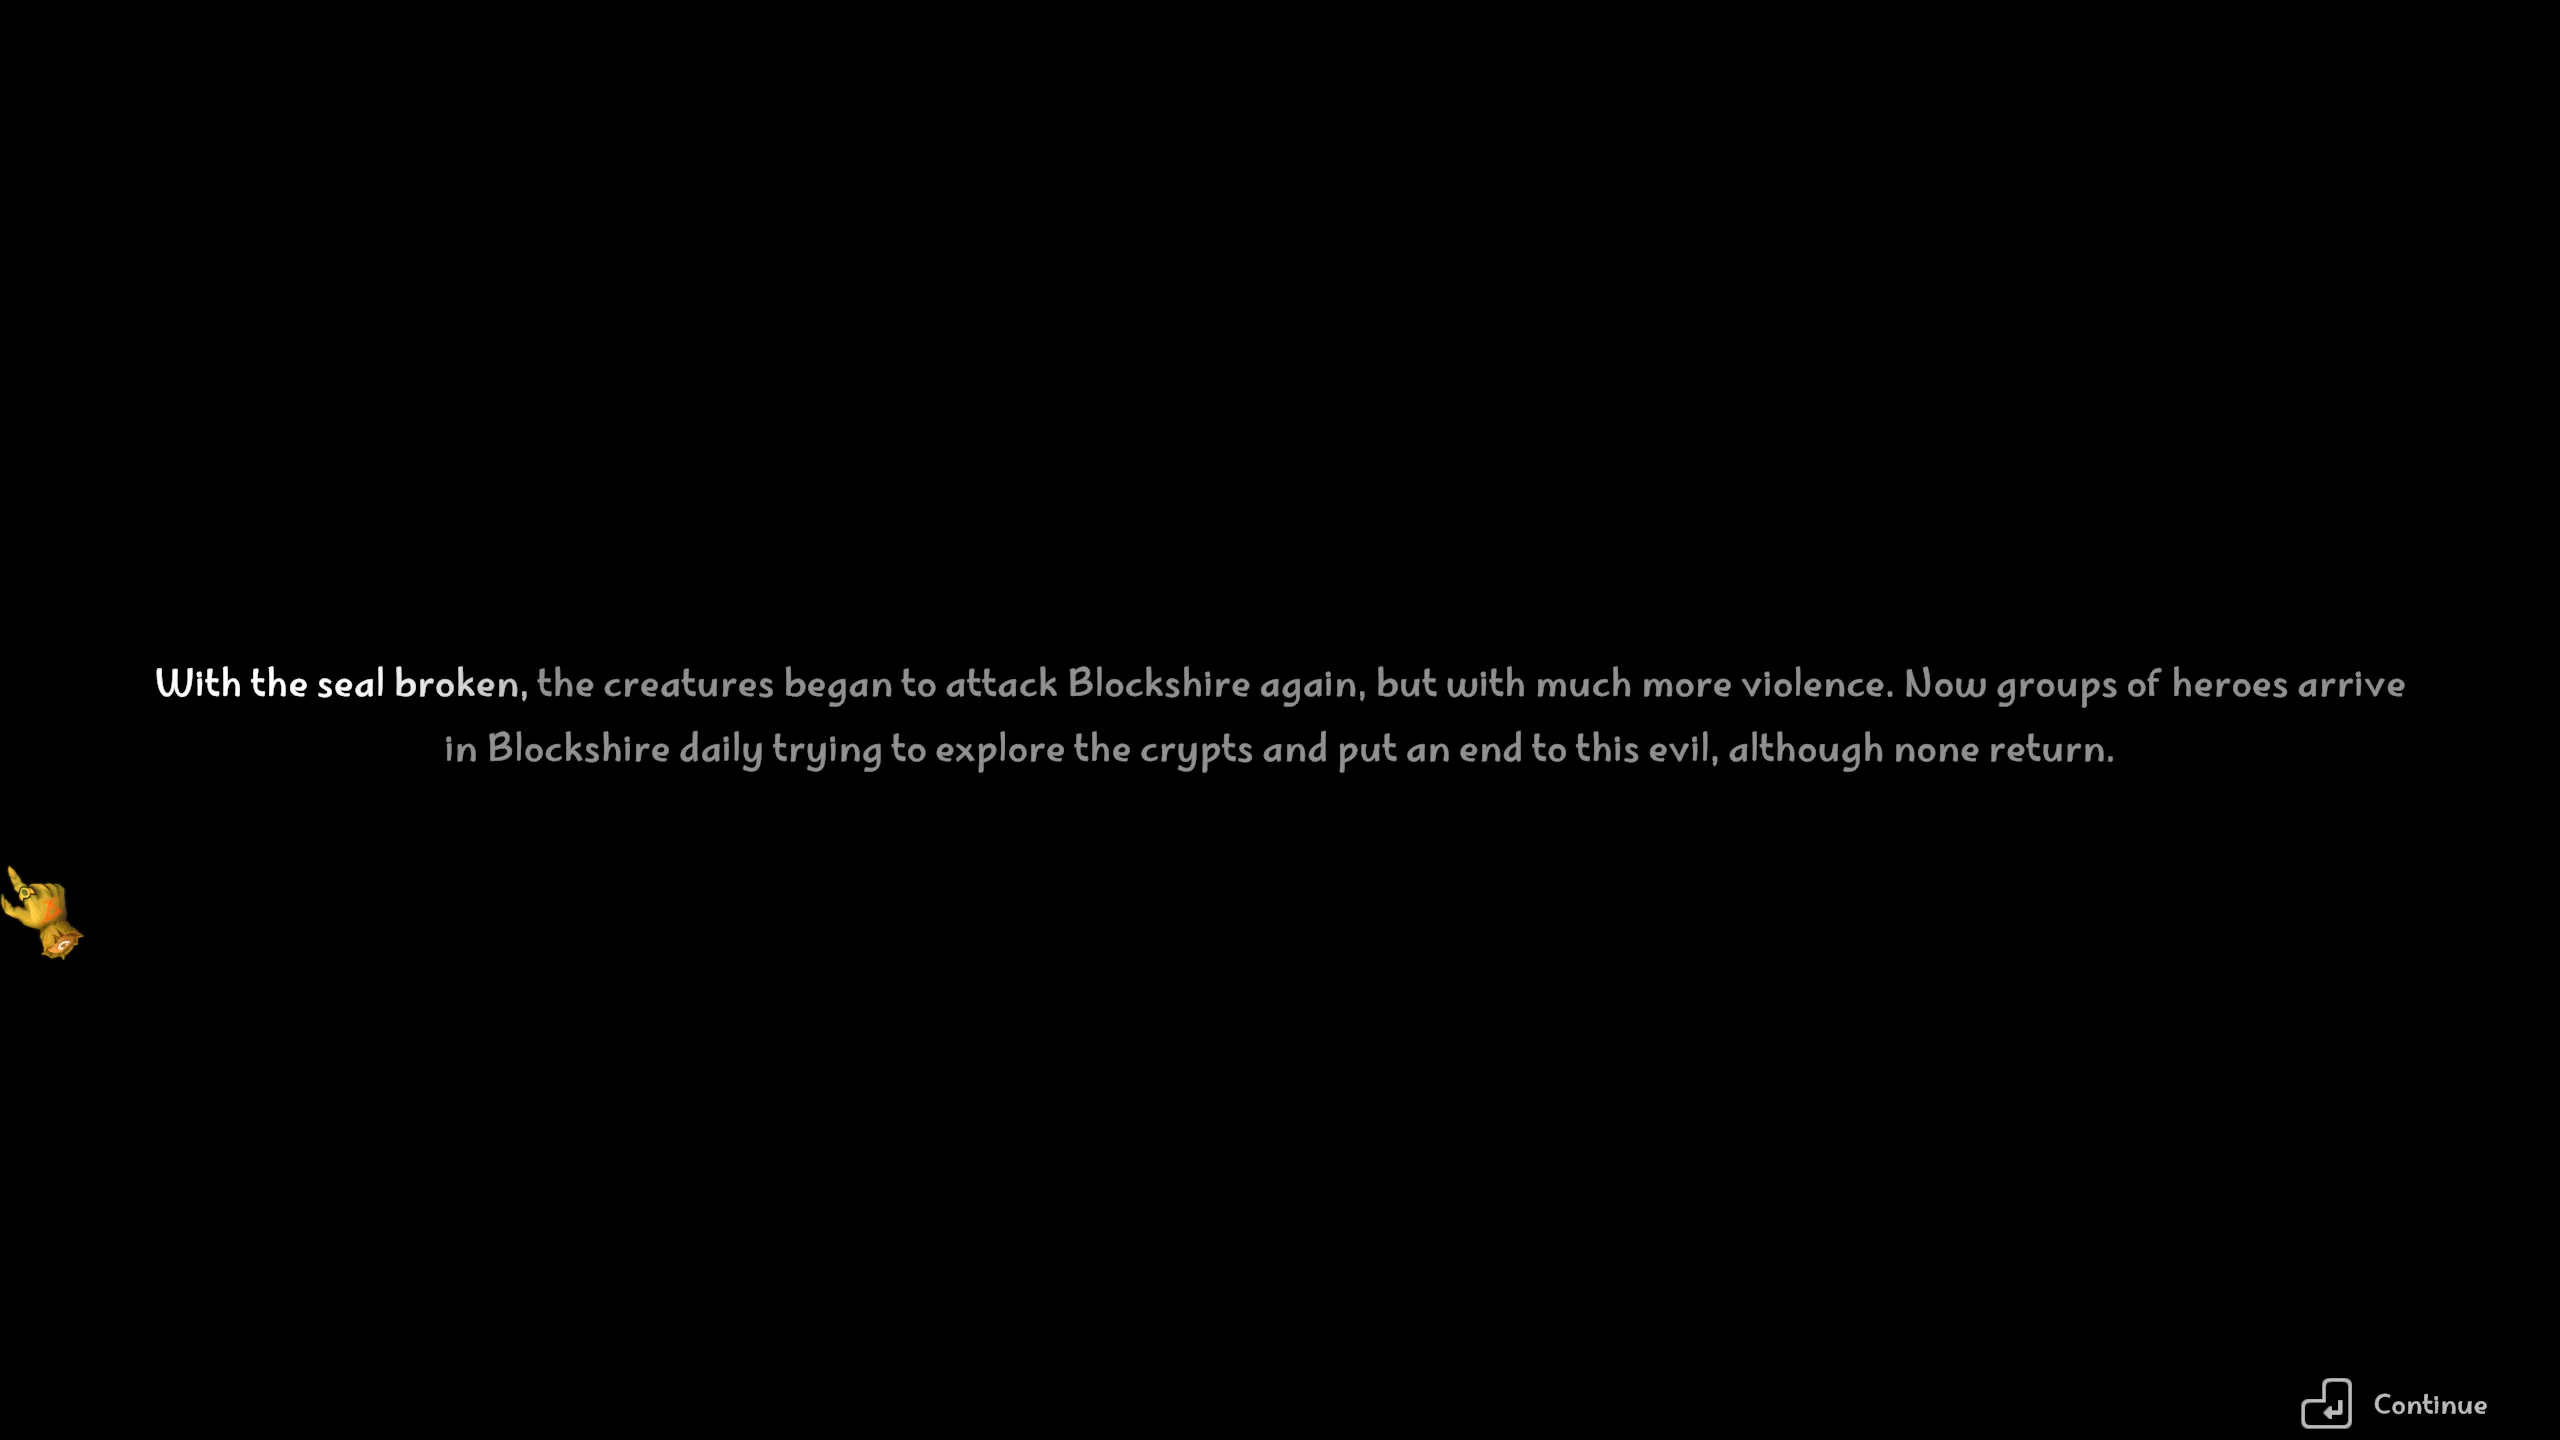 With the seal broken, the creatures began to attack Blockshire again, but with much more violence. Now groups of heroes arrive
in Blockshire daily trying to explore the crypts and put an end to this evil, although none return.
Continue